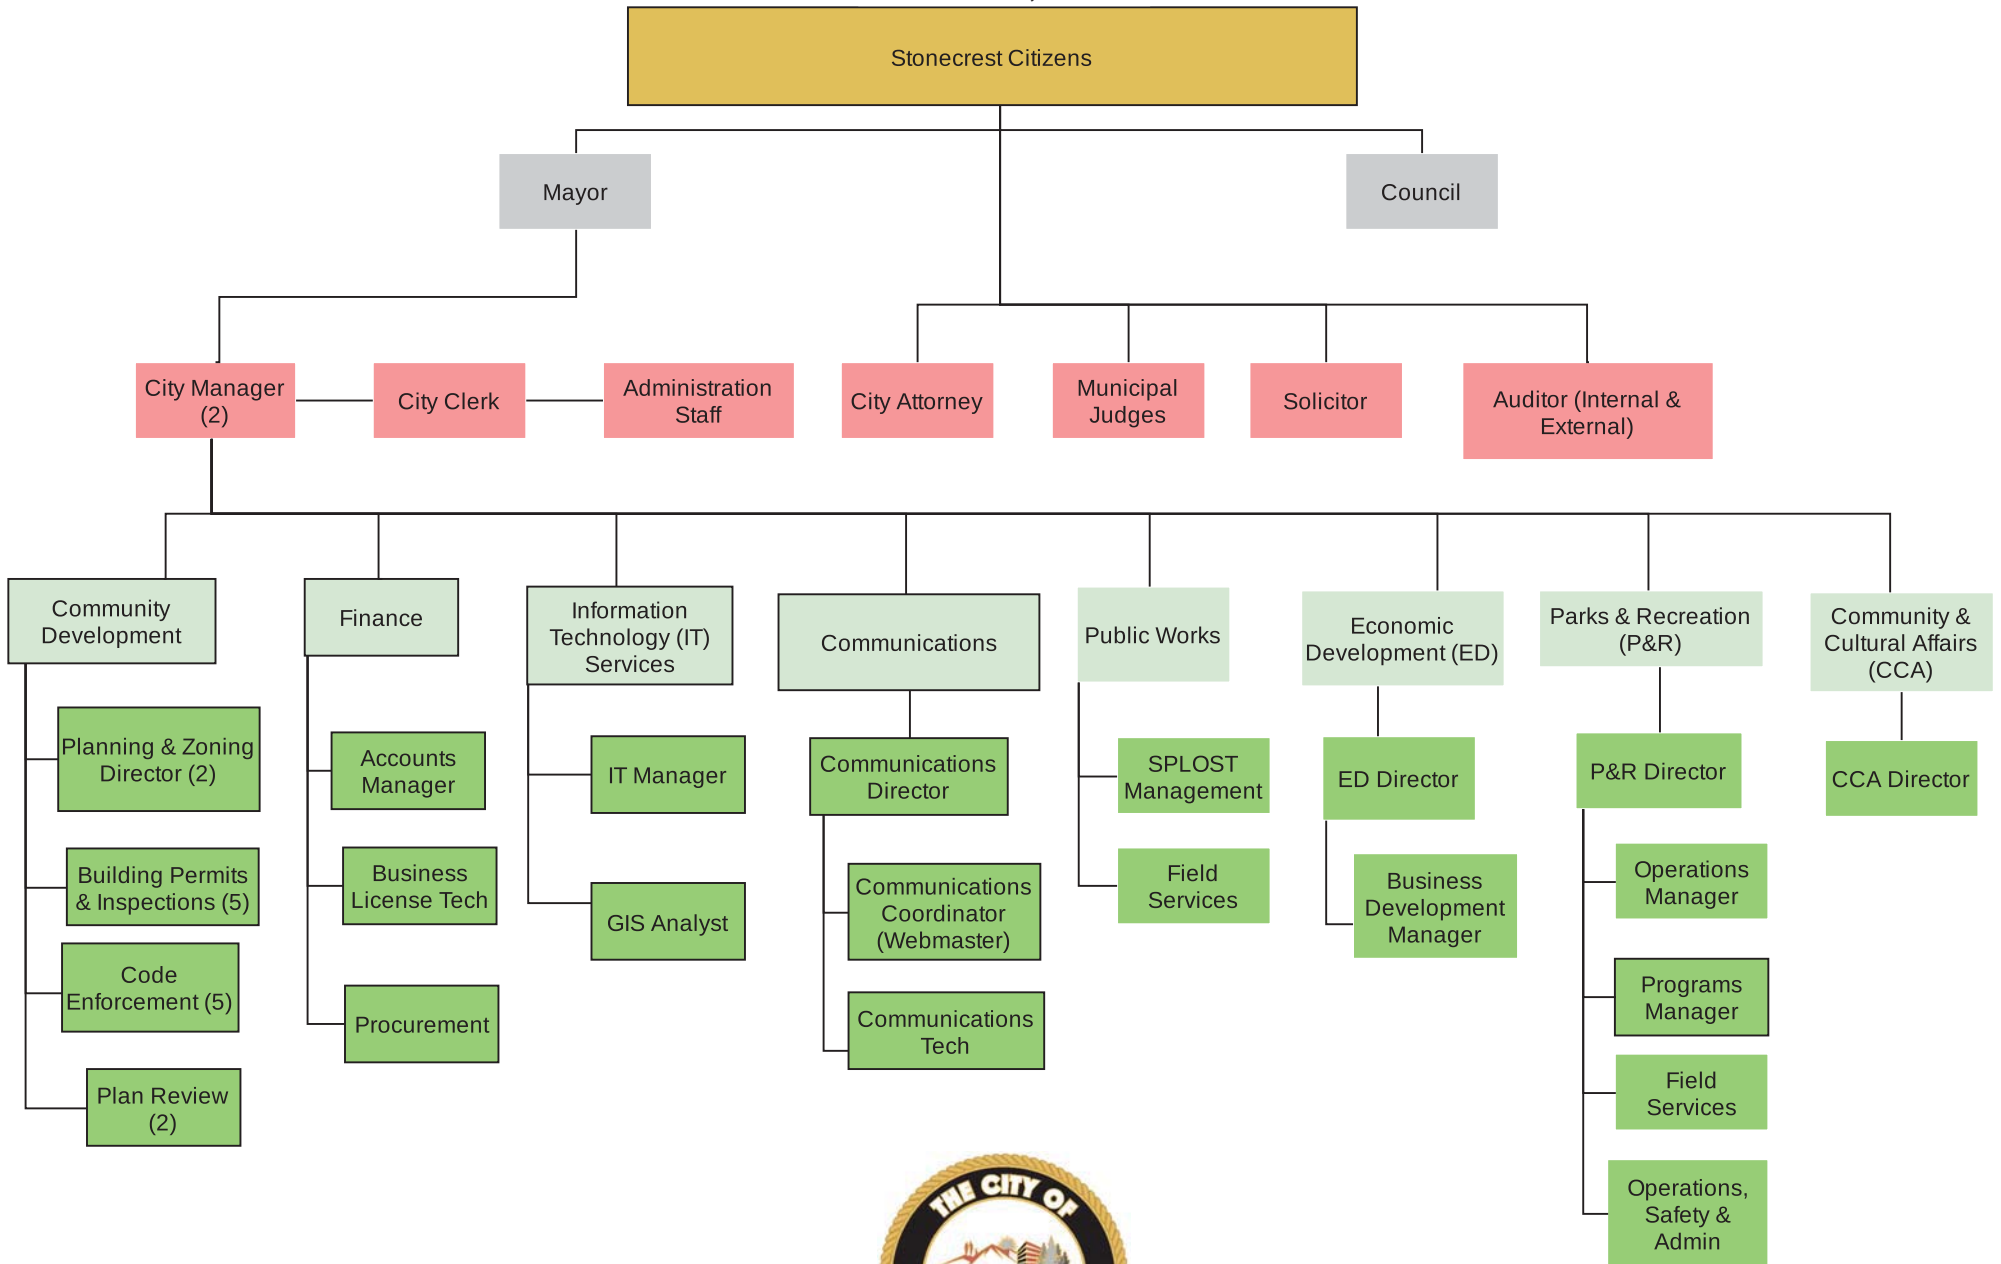 Stonecrest Citizens
Mayor
Council
City Manager
(2)
City Clerk
Administration
Staff
City Attorney
Municipal
Judges
Solicitor
Auditor (Internal &
External)
Community
Development
Finance
Information
Technology (IT)
Services
Communications
Public Works
Economic
Development (ED)
Parks & Recreation
(P&R)
Community &
Cultural Affairs
(CCA)
Planning & Zoning
Director (2)
Building Permits
& Inspections (5)
Code
Enforcement (5)
Plan Review
(2)
Accounts
Manager
Business
License Tech
Procurement
IT Manager
GIS Analyst
Communications
Director
Communications
Coordinator
(Webmaster)
Communications
Tech
SPLOST
Management
Field
Services
ED Director
Business
Development
Manager
P&R Director
Operations
Manager
Programs
Manager
Field
Services
Operations,
Safety &
Admin
CCA Director
THE CITY OF